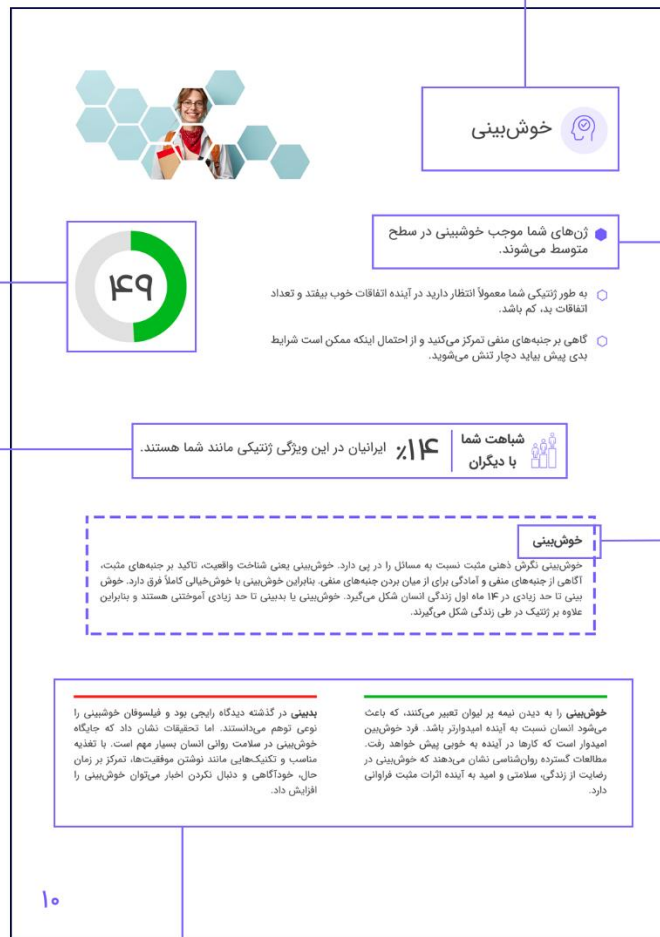 خوش‌بینی
ژن‌های شما موجب خوشبینی در سطح
متوسط می‌شوند.
۴۹
به طور ژنتیکی شما معمولاً انتظار دارید در آینده اتفاقات خوب بیفتد و تعداد
اتفاقات بد، کم باشد.
گاهی بر جنبه‌های منفی تمرکز می‌کنید و از احتمال اینکه ممکن است شرایط
بدی پیش بیاید دچار تنش می‌شوید.
شباهت شما
با دیگران
۱۴٪ ایرانیان در این ویژگی ژنتیکی مانند شما هستند.
خوش‌بینی
خوش‌بینی نگرش ذهنی مثبت نسبت به مسائل را در پی دارد. خوش‌بینی یعنی شناخت واقعیت، تاکید بر جنبه‌های مثبت،
آگاهی از جنبه‌های منفی و آمادگی برای از میان بردن جنبه‌های منفی. بنابراین خوش‌بینی با خوش‌خیالی کاملاً فرق دارد. خوش
بینی تا حد زیادی در ۱۴ ماه اول زندگی انسان شکل می‌گیرد. خوش‌بینی یا بدبینی تا حد زیادی آموختنی هستند و بنابراین
علاوه بر ژنتیک در طی زندگی شکل می‌گیرند.
خوش‌بینی را به دیدن نیمه پر لیوان تعبیر می‌کنند، که باعث
می‌شود انسان نسبت به آینده امیدوارتر باشد. فرد خوش‌بین
امیدوار است که کارها در آینده به خوبی پیش خواهد رفت.
مطالعات گسترده روان‌شناسی نشان می‌دهند که خوش‌بینی در
رضایت از زندگی، سلامتی و امید به آینده اثرات مثبت فراوانی
دارد.
بدبینی در گذشته دیدگاه رایجی بود و فیلسوفان خوشبینی را
نوعی توهم می‌دانستند. اما تحقیقات نشان داد که جایگاه
خوش‌بینی در سلامت روانی انسان بسیار مهم است. با تغذیه
مناسب و تکنیک‌هایی مانند نوشتن موفقیت‌ها، تمرکز بر زمان
حال، خودآگاهی و دنبال نکردن اخبار می‌توان خوش‌بینی را
افزایش داد.
۱۰